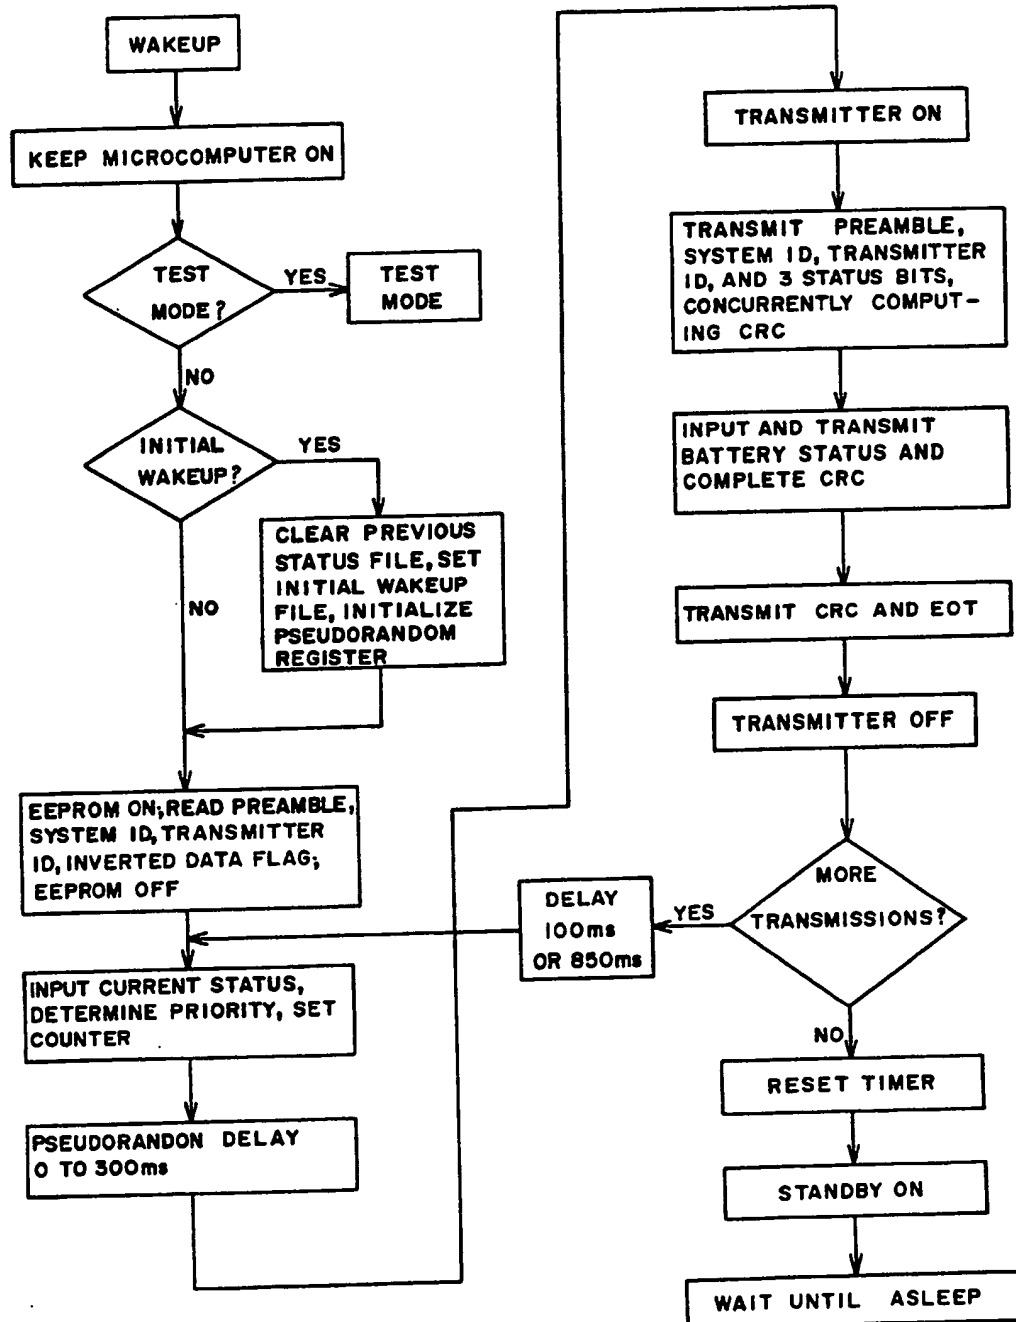 WAKEUP
KEEP MICROCOMPUTER ON
TEST
MODE?
YES
TEST
MODE
NO
INITIAL
WAKEUP?
YES
CLEAR PREVIOUS
STATUS FILE, SET
INITIAL WAKEUP
FILE, INITIALIZE
PSEUDORANDOM
REGISTER
NO
EEPROM ON; READ PREAMBLE,
SYSTEM ID, TRANSMITTER
ID, INVERTED DATA FLAG;
EEPROM OFF
INPUT CURRENT STATUS,
DETERMINE PRIORITY, SET
COUNTER
PSEUDORANDON DELAY
0 TO 300ms
TRANSMITTER ON
TRANSMIT PREAMBLE,
SYSTEM ID, TRANSMITTER
ID, AND 3 STATUS BITS,
CONCURRENTLY COMPUT-
ING CRC
INPUT AND TRANSMIT
BATTERY STATUS AND
COMPLETE CRC
TRANSMIT CRC AND EOT
TRANSMITTER OFF
MORE
TRANSMISSIONS?
YES
DELAY
100ms
OR 850ms
NO
RESET TIMER
STANDBY ON
WAIT UNTIL ASLEEP